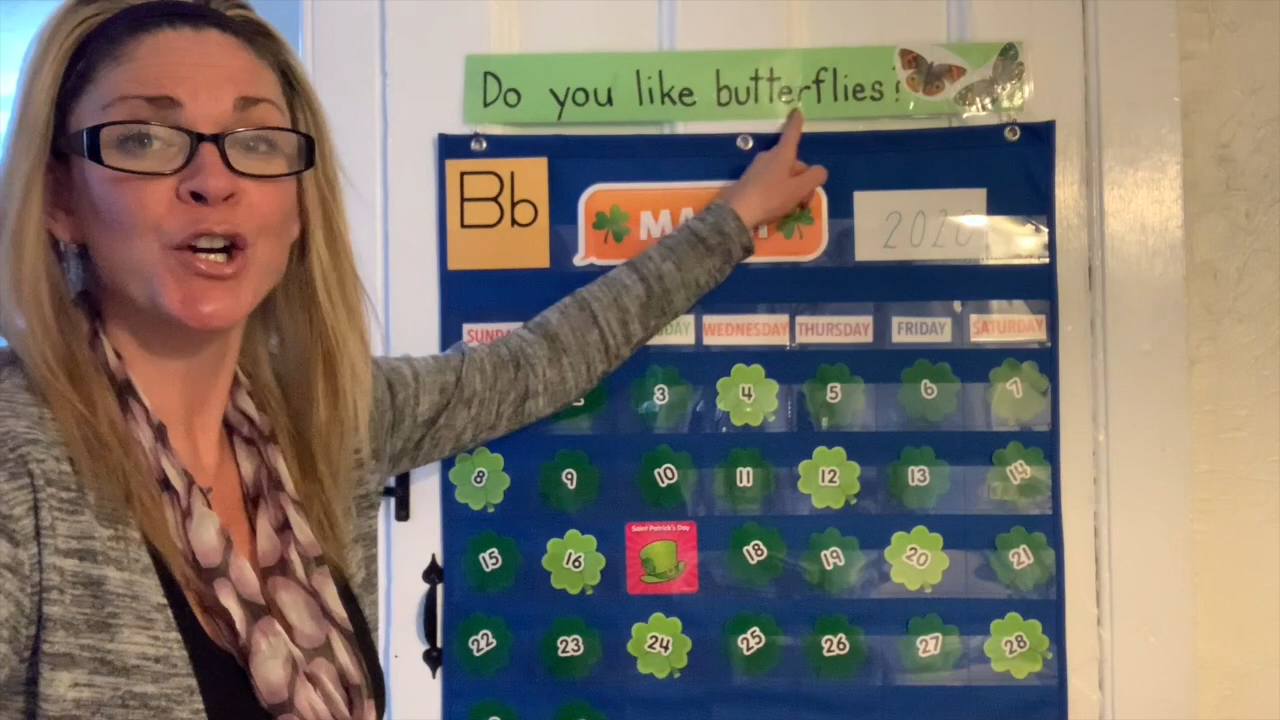 Do you like butterflies?
Bb
2020
WEDNESDAY THURSDAY FRIDAY SATURDAY
3 4 5 6 7
8 9 10 11 12 13 14
15 16 Saint Patrick's Day 18 19 20 21
22 23 24 25 26 27 28